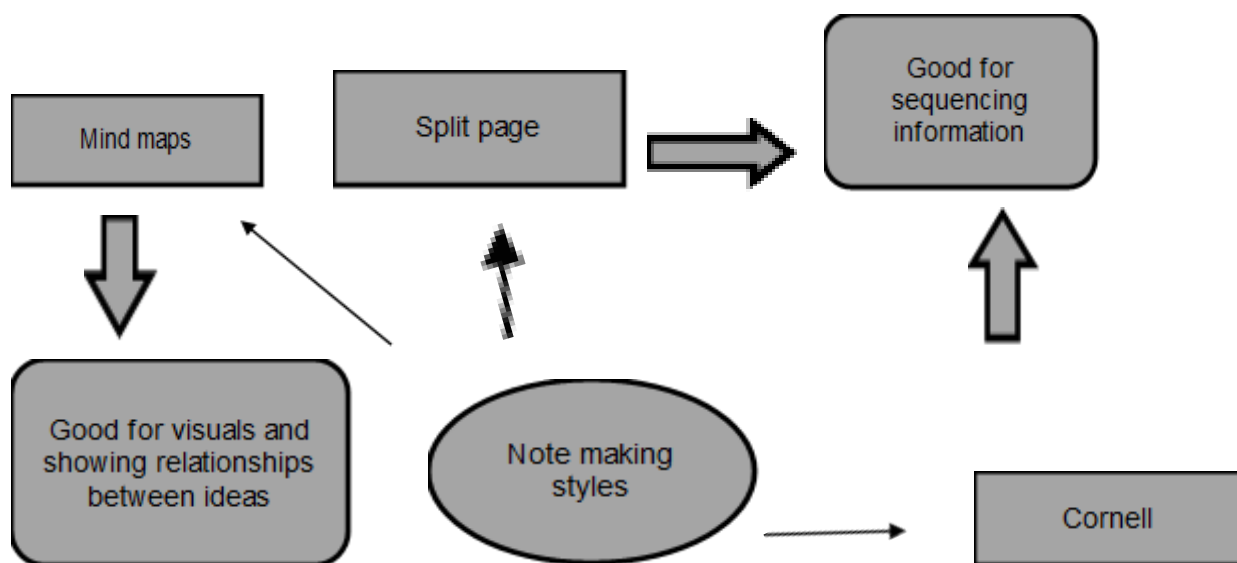 Mind maps
Split page
Good for
sequencing
information
Good for visuals and
showing relationships
between ideas
Note making
styles
Cornell